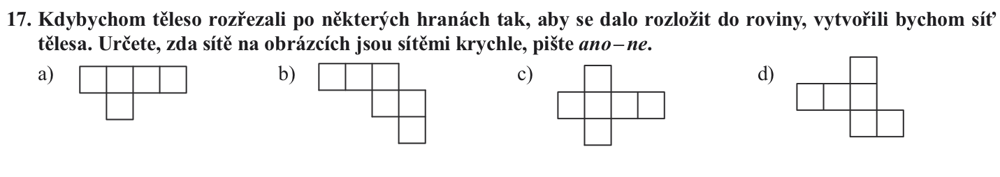 17. Kdybychom těleso rozřezali po některých hranách tak, aby se dalo rozložit do roviny, vytvořili bychom síť
tělesa. Určete, zda sítě na obrázcích jsou sítěmi krychle, pište ano–ne.
a) b) c) d)